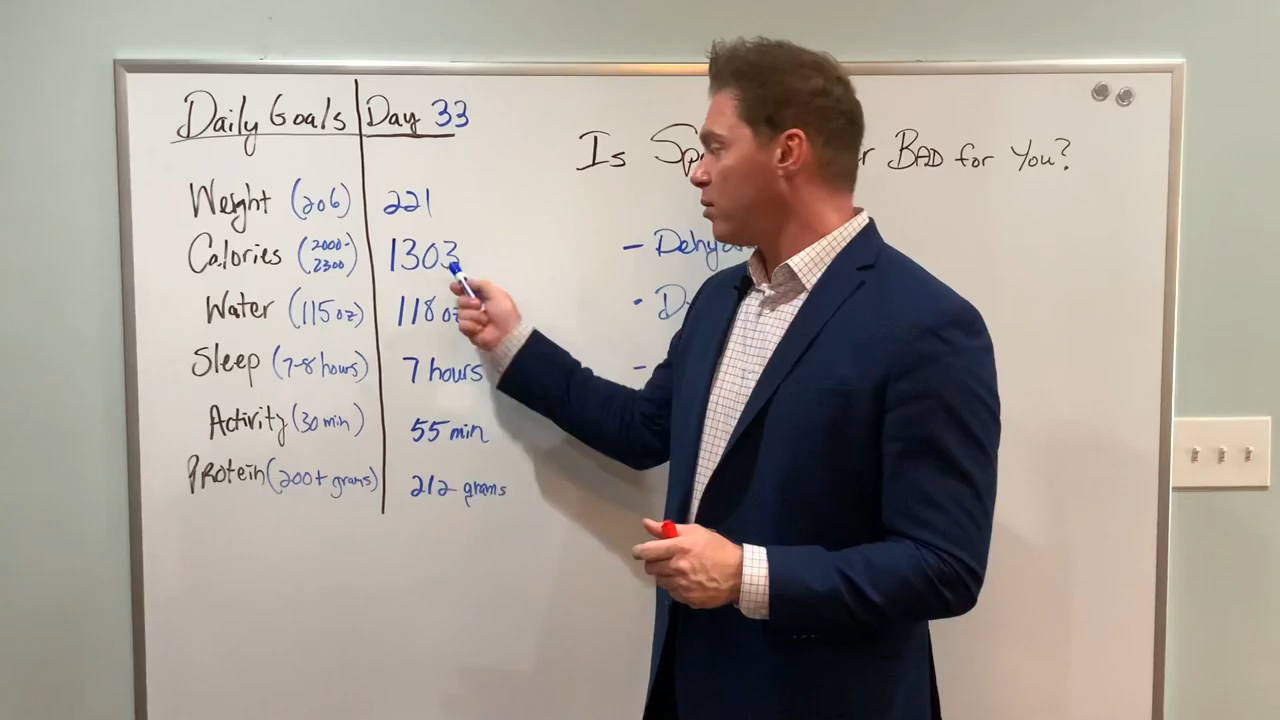 Daily Goals Day 33
Weight (206) 221
Calories (2000-2300) 1303
Water (115oz) 118 oz
Sleep (7-8 hours) 7 hours
Activity (30 min) 55 min
Protein (200+ grams) 212 grams
Is BAD for You?
-
•
-